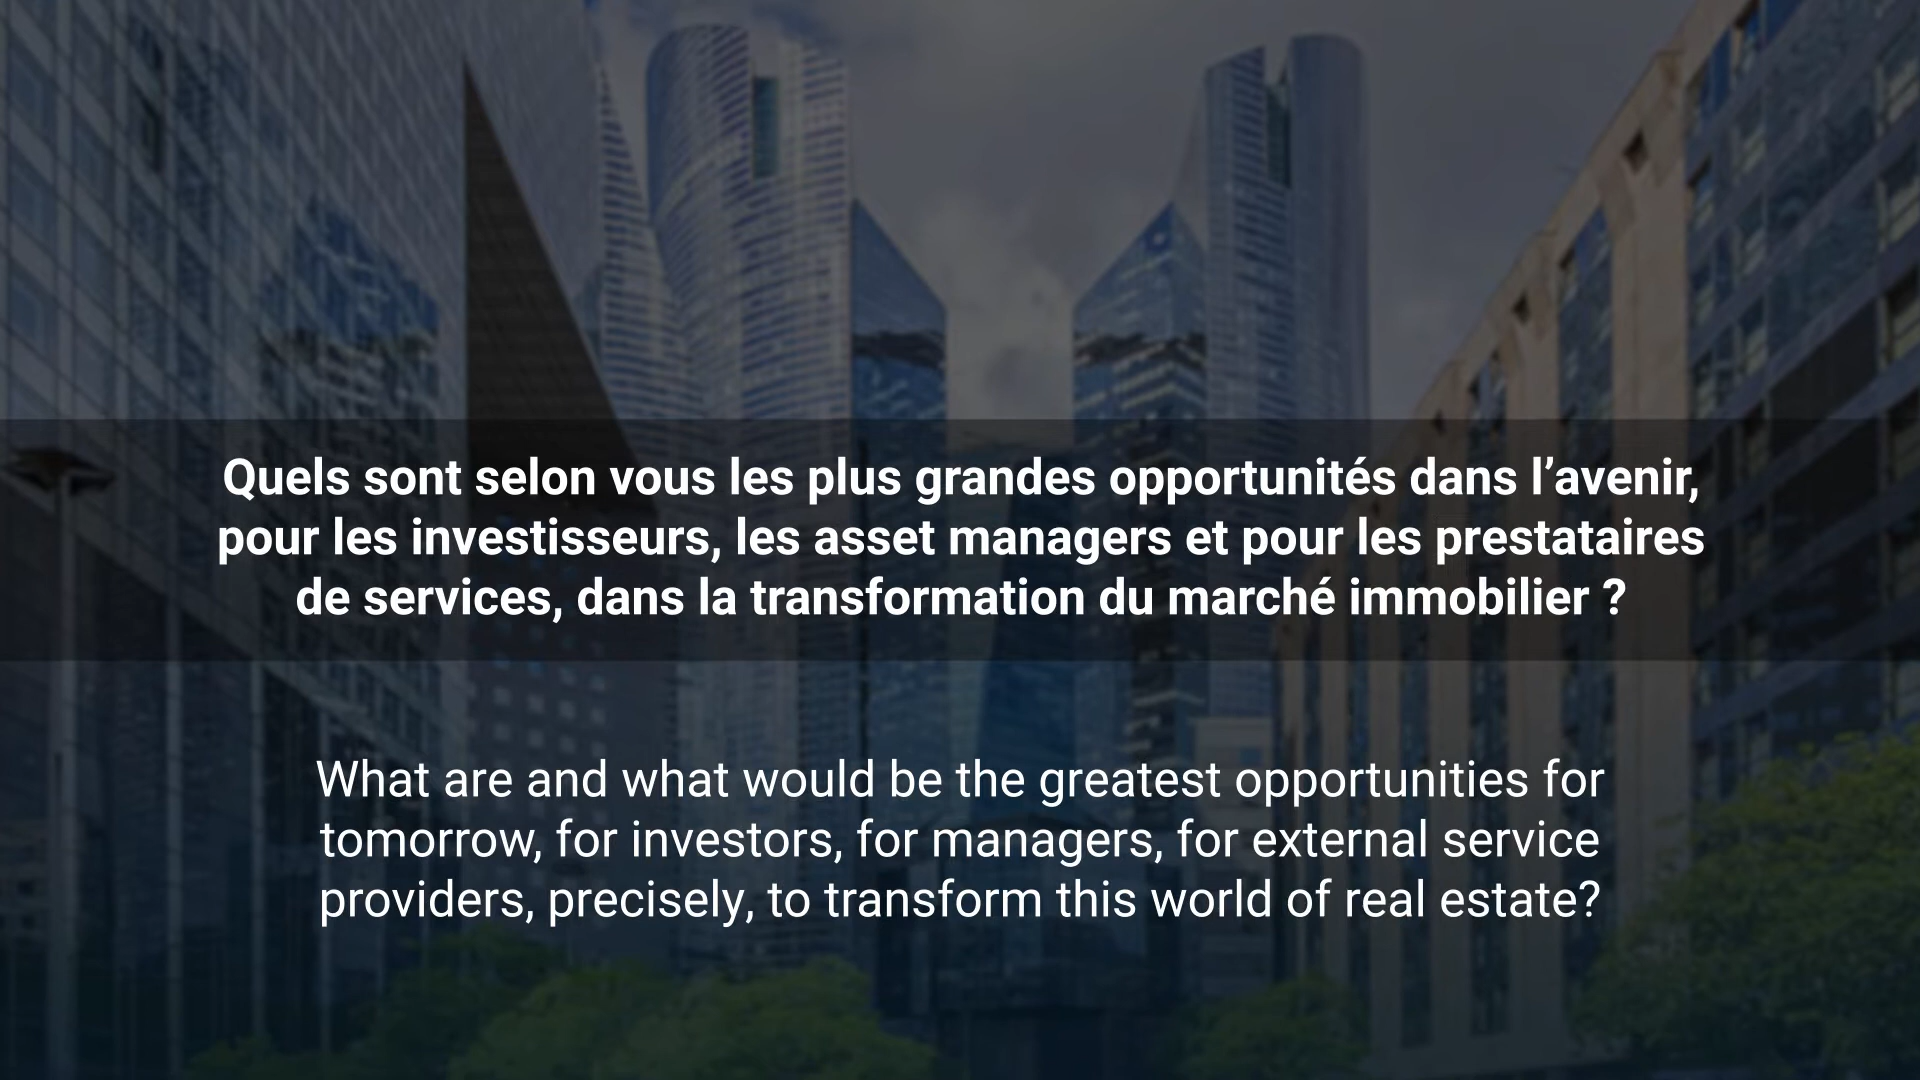 Quels sont selon vous les plus grandes opportunités dans l’avenir,
pour les investisseurs, les asset managers et pour les prestataires
de services, dans la transformation du marché immobilier ?
What are and what would be the greatest opportunities for
tomorrow, for investors, for managers, for external service
providers, precisely, to transform this world of real estate?